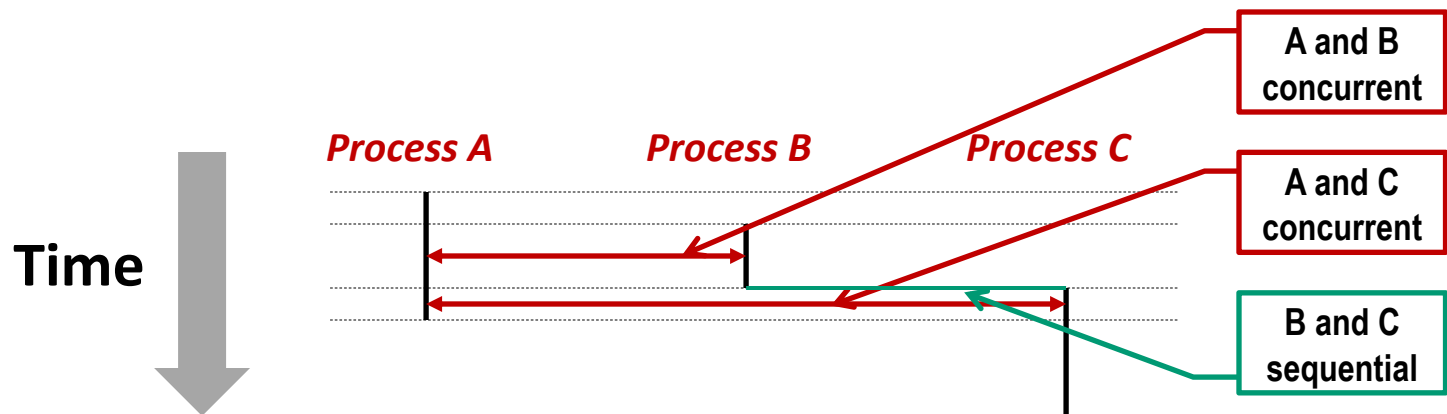 A and B
concurrent
Process A
Process B
Process C
A and C
concurrent
Time
B and C
sequential